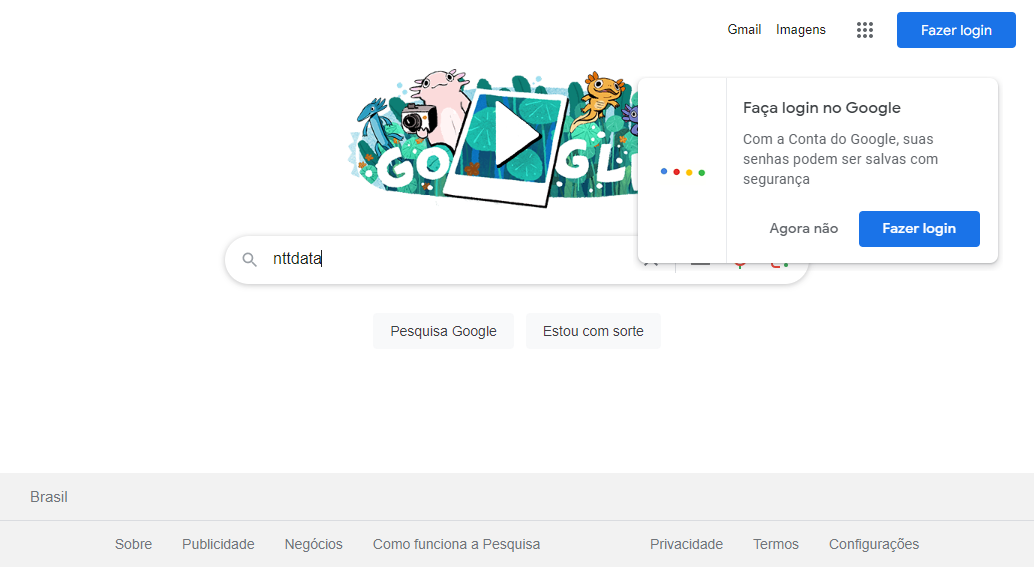 Gmail Imagens Fazer login
Faça login no Google
Com a Conta do Google, suas
senhas podem ser salvas com
segurança
Agora não Fazer login
nttdata
Pesquisa Google Estou com sorte
Brasil
Sobre Publicidade Negócios Como funciona a Pesquisa Privacidade Termos Configurações